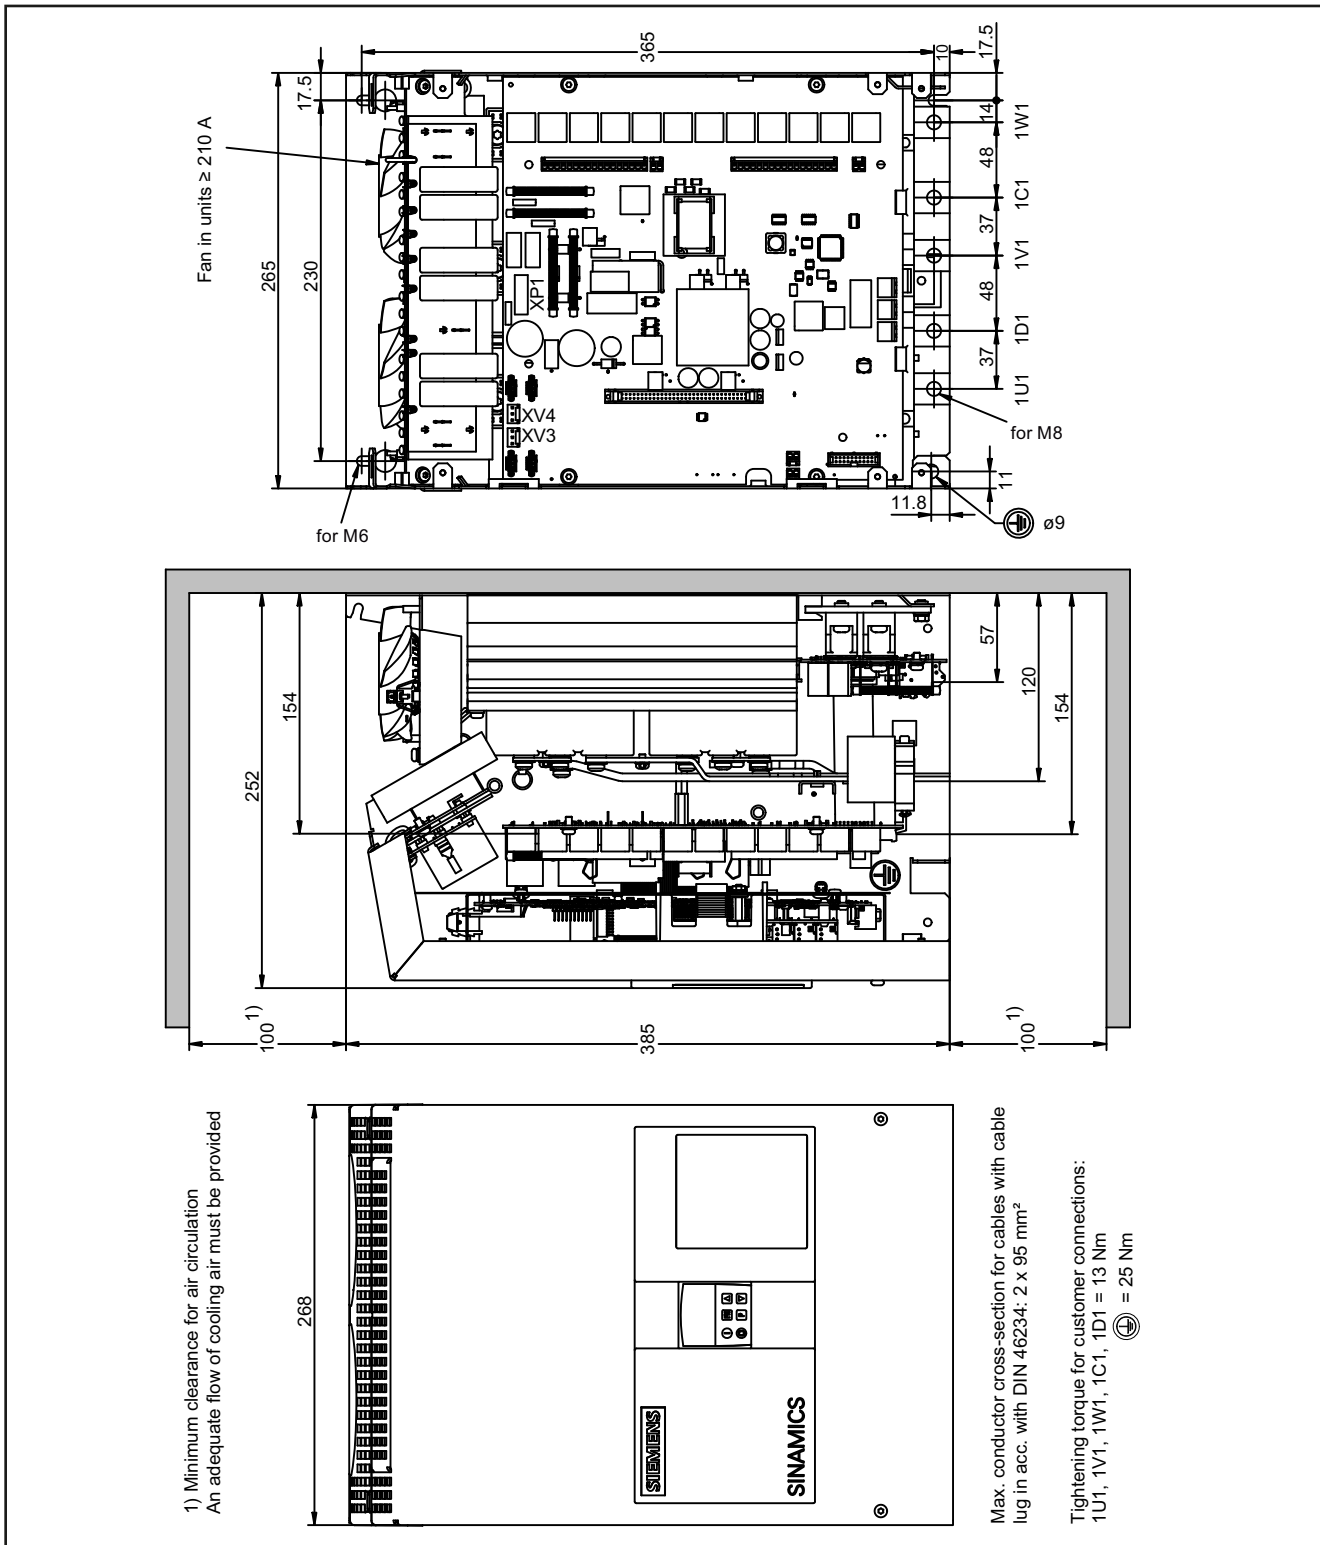 365
10
17.5
17.5
Fan in units ≥ 210 A
265
230
14
1W1
48
1C1
37
1V1
48
1D1
37
1U1
XP1
XV4
XV3
for M8
for M6
11
11.8
ø9
154
252
57
120
154
100 1)
385
100 1)
268
1) Minimum clearance for air circulation
An adequate flow of cooling air must be provided
SIEMENS
SINAMICS
P
Max. conductor cross-section for cables with cable
lug in acc. with DIN 46234: 2 x 95 mm²
Tightening torque for customer connections:
1U1, 1V1, 1W1, 1C1, 1D1 = 13 Nm
= 25 Nm